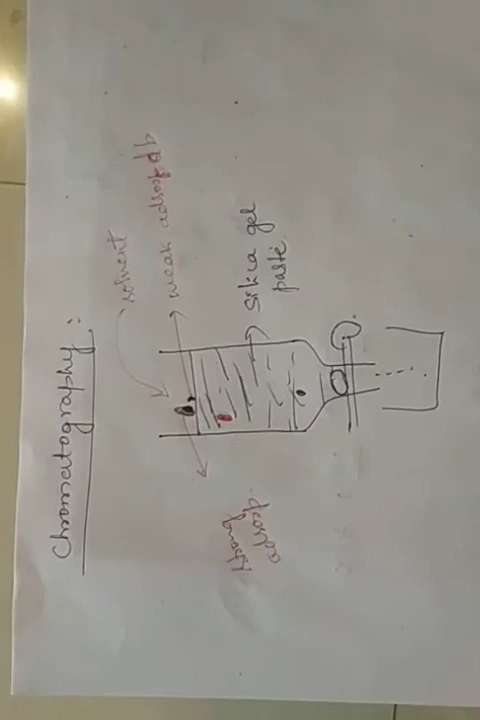 Chromatography:
solvent
weak adsorbed
silica gel
paste
strong
adsorb.